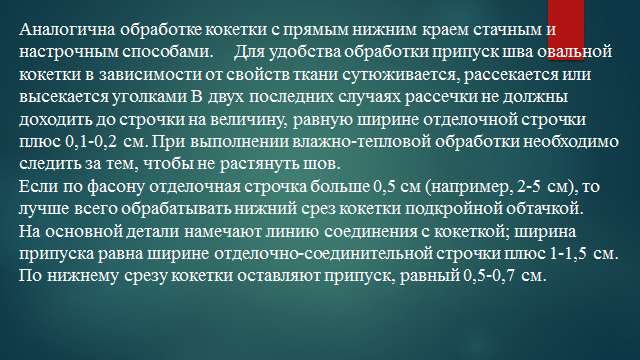 Аналогична обработке кокетки с прямым нижним краем стачным и
настрочным способами. Для удобства обработки припуск шва овальной
кокетки в зависимости от свойств ткани сутюживается, рассекается или
высекается уголками В двух последних случаях рассечки не должны
доходить до строчки на величину, равную ширине отделочной строчки
плюс 0,1-0,2 см. При выполнении влажно-тепловой обработки необходимо
следить за тем, чтобы не растянуть шов.
Если по фасону отделочная строчка больше 0,5 см (например, 2-5 см), то
лучше всего обрабатывать нижний срез кокетки подкройной обтачкой.
На основной детали намечают линию соединения с кокеткой; ширина
припуска равна ширине отделочно-соединительной строчки плюс 1-1,5 см.
По нижнему срезу кокетки оставляют припуск, равный 0,5-0,7 см.